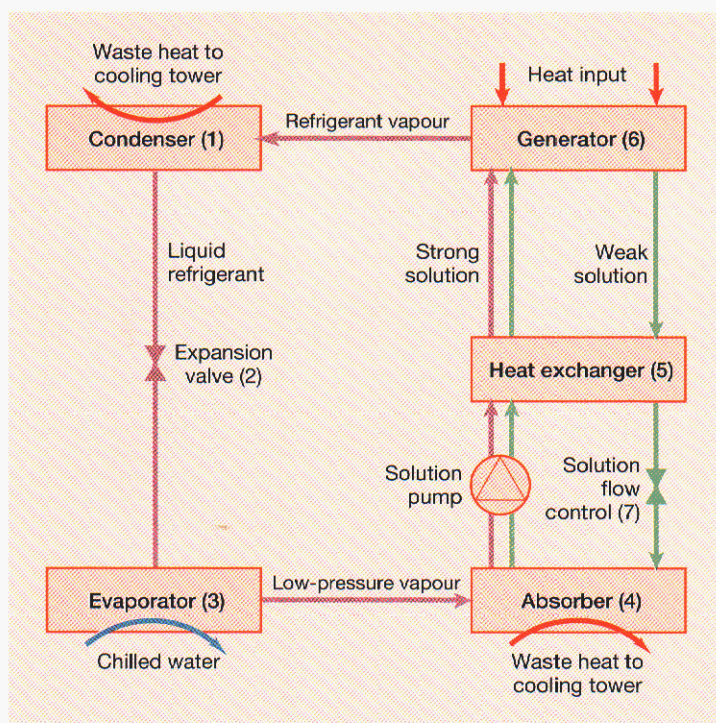 Waste heat to
cooling tower
Heat input
Condenser (1)
Refrigerant vapour
Generator (6)
Liquid
refrigerant
Strong
solution
Weak
solution
Expansion
valve (2)
Heat exchanger (5)
Solution
pump
Solution
flow
control (7)
Evaporator (3)
Low-pressure vapour
Absorber (4)
Chilled water
Waste heat to
cooling tower